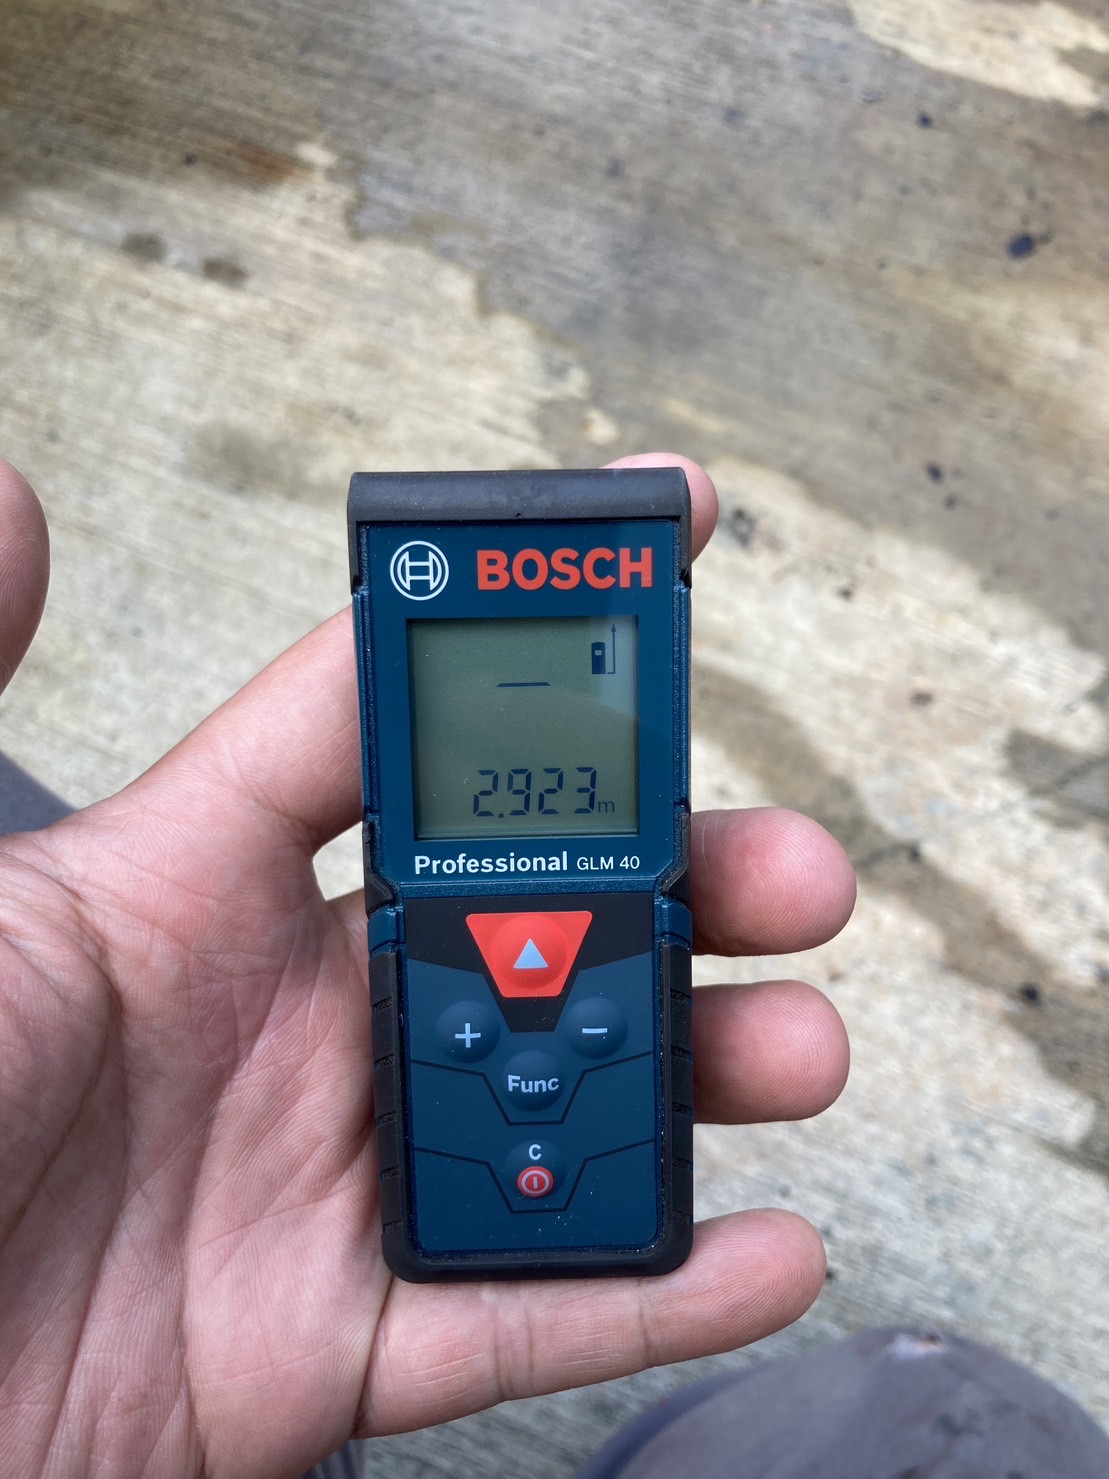 BOSCH
2.923m
Professional GLM 40
+ −
Func
C